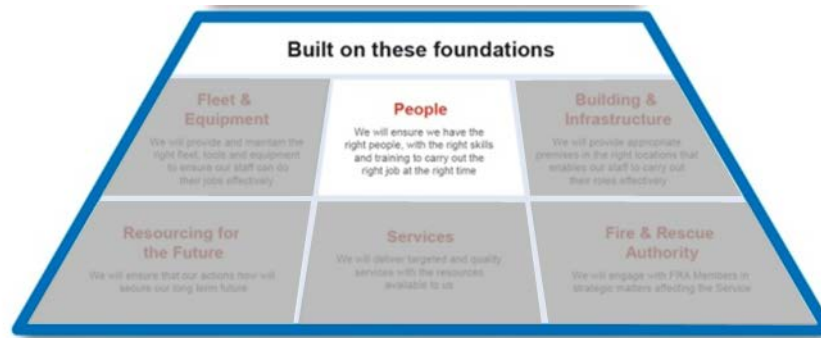 Built on these foundations
Fleet &
Equipment
We will provide and maintain the
right fleet, tools and equipment
to ensure our staff can do
their jobs effectively
People
We will ensure we have the
right people, with the right skills
and training to carry out the
right job at the right time
Building &
Infrastructure
We will provide appropriate
premises in the right locations that
enables our staff to carry out
their roles effectively
Resourcing for
the Future
We will ensure that our actions now will
secure our long term future
Services
We will deliver targeted and quality
services with the resources
available to us
Fire & Rescue
Authority
We will engage with FRA Members in
strategic matters affecting the Service